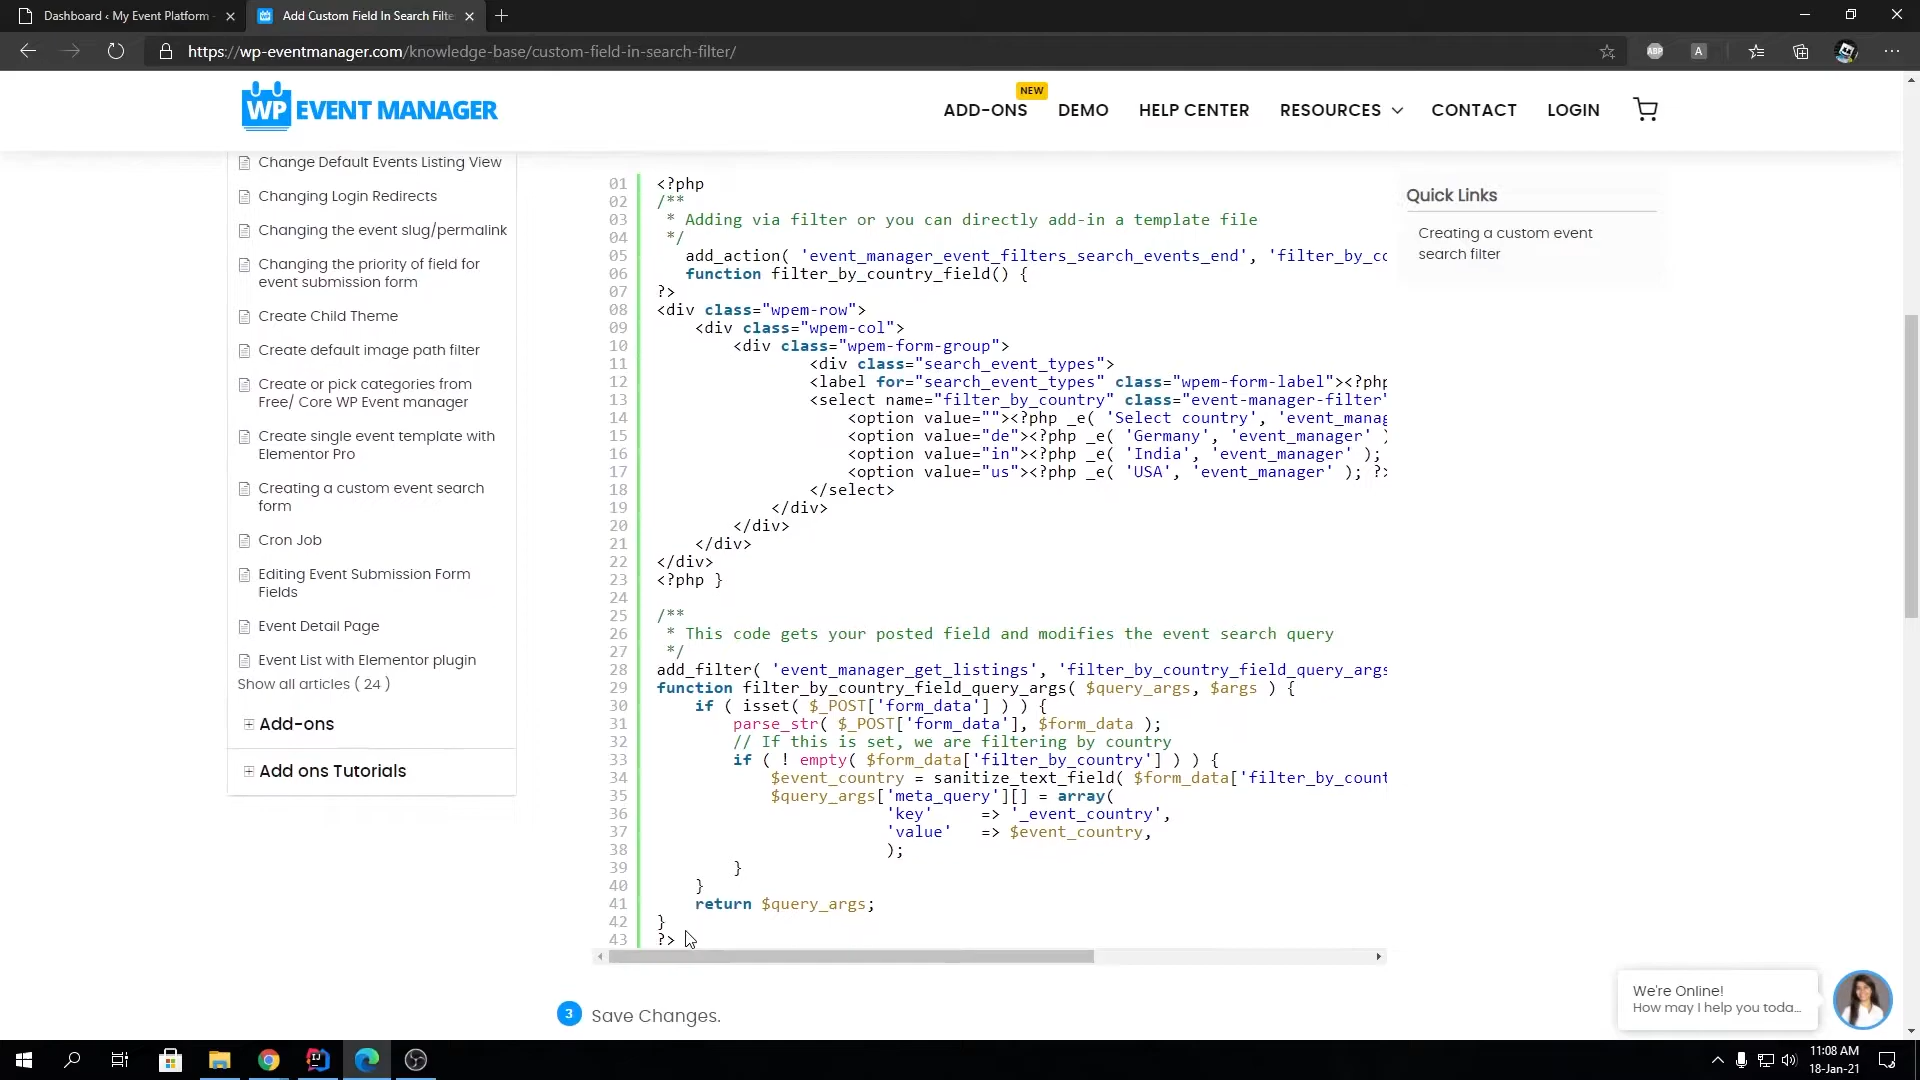 Dashboard ‹ My Event Platform
Add Custom Field In Search Filte
https://wp-eventmanager.com/knowledge-base/custom-field-in-search-filter/
ABP
A
WP EVENT MANAGER
NEW
ADD-ONS DEMO HELP CENTER RESOURCES CONTACT LOGIN
Change Default Events Listing View
Changing Login Redirects
Changing the event slug/permalink
Changing the priority of field for
event submission form
Create Child Theme
Create default image path filter
Create or pick categories from
Free/ Core WP Event manager
Create single event template with
Elementor Pro
Creating a custom event search
form
Cron Job
Editing Event Submission Form
Fields
Event Detail Page
Event List with Elementor plugin
Show all articles ( 24 )
Add-ons
Add ons Tutorials
01 <?php
02 /**
03 * Adding via filter or you can directly add-in a template file
04 */
05 add_action( 'event_manager_event_filters_search_events_end', 'filter_by_co
06 function filter_by_country_field() {
07 ?>
08 <div class="wpem-row">
09 <div class="wpem-col">
10 <div class="wpem-form-group">
11 <div class="search_event_types">
12 <label for="search_event_types" class="wpem-form-label"><?php
13 <select name="filter_by_country" class="event-manager-filter"
14 <option value=""><?php _e( 'Select country', 'event_manag
15 <option value="de"><?php _e( 'Germany', 'event_manager' )
16 <option value="in"><?php _e( 'India', 'event_manager' );
17 <option value="us"><?php _e( 'USA', 'event_manager' ); ?>
18 </select>
19 </div>
20 </div>
21 </div>
22 </div>
23 <?php }
24
25 /**
26 * This code gets your posted field and modifies the event search query
27 */
28 add_filter( 'event_manager_get_listings', 'filter_by_country_field_query_args
29 function filter_by_country_field_query_args( $query_args, $args ) {
30 if ( isset( $_POST['form_data'] ) ) {
31 parse_str( $_POST['form_data'], $form_data );
32 // If this is set, we are filtering by country
33 if ( ! empty( $form_data['filter_by_country'] ) ) {
34 $event_country = sanitize_text_field( $form_data['filter_by_count
35 $query_args['meta_query'][] = array(
36 'key' => '_event_country',
37 'value' => $event_country,
38 );
39 }
40 }
41 return $query_args;
42 }
43 ?>
3 Save Changes.
Quick Links
Creating a custom event
search filter
We're Online!
How may I help you toda...
11:08 AM
18-Jan-21